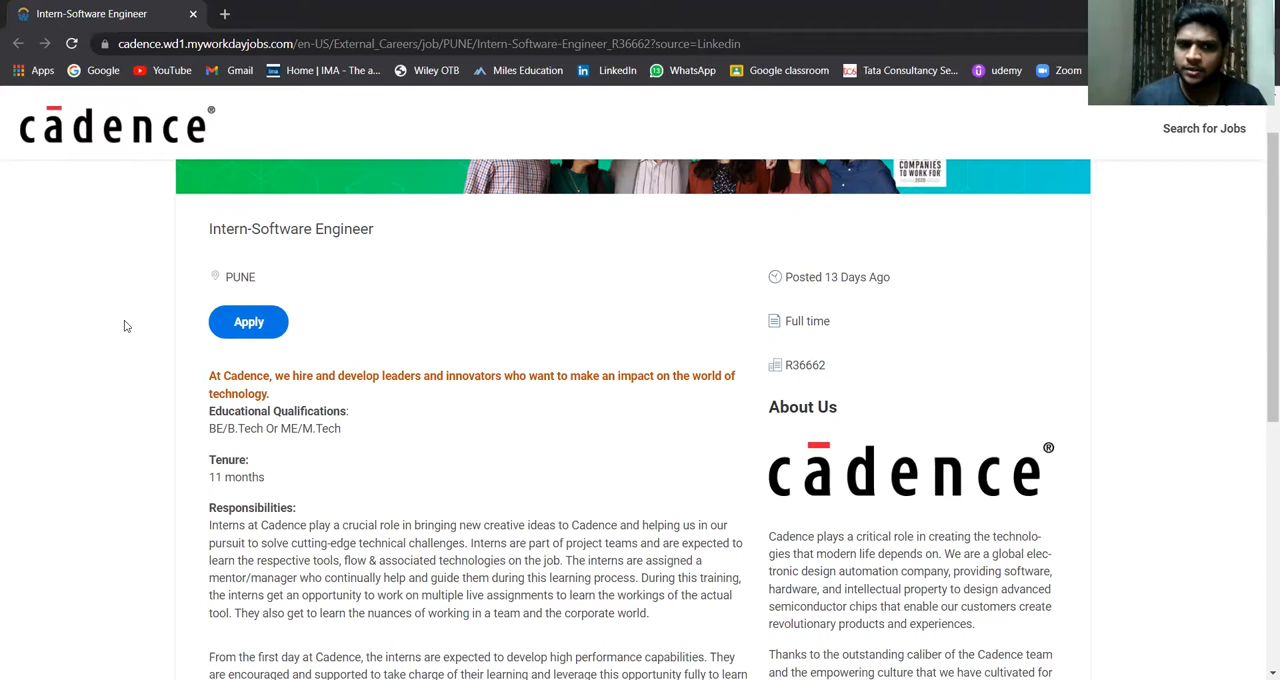 Intern-Software Engineer
cadence.wd1.myworkdayjobs.com/en-US/External_Careers/job/PUNE/Intern-Software-Engineer_R36662?source=Linkedin
Apps Google YouTube Gmail Home | IMA - The a... Wiley OTB Miles Education LinkedIn WhatsApp Google classroom Tata Consultancy Se... udemy Zoom
cādence®
Search for Jobs
COMPANIES
TO WORK FOR
2020
Intern-Software Engineer
PUNE
Posted 13 Days Ago
Apply
Full time
R36662
At Cadence, we hire and develop leaders and innovators who want to make an impact on the world of
technology.
Educational Qualifications:
BE/B.Tech Or ME/M.Tech
Tenure:
11 months
Responsibilities:
Interns at Cadence play a crucial role in bringing new creative ideas to Cadence and helping us in our
pursuit to solve cutting-edge technical challenges. Interns are part of project teams and are expected to
learn the respective tools, flow & associated technologies on the job. The interns are assigned a
mentor/manager who continually help and guide them during this learning process. During this training,
the interns get an opportunity to work on multiple live assignments to learn the workings of the actual
tool. They also get to learn the nuances of working in a team and the corporate world.
From the first day at Cadence, the interns are expected to develop high performance capabilities. They
are encouraged and supported to take charge of their learning and leverage this opportunity fully to learn
About Us
cādence®
Cadence plays a critical role in creating the technolo-
gies that modern life depends on. We are a global elec-
tronic design automation company, providing software,
hardware, and intellectual property to design advanced
semiconductor chips that enable our customers create
revolutionary products and experiences.
Thanks to the outstanding caliber of the Cadence team
and the empowering culture that we have cultivated for